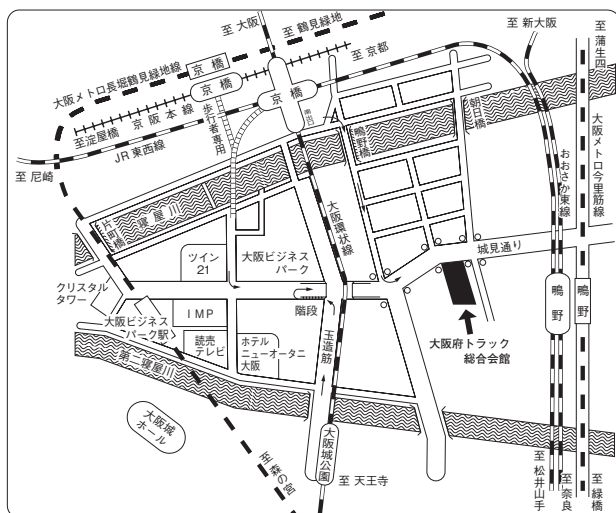 至 大阪
至 鶴見緑地
大阪メトロ長堀鶴見緑地線
京橋
京橋
京橋
至 京都
至 新大阪
至 蒲生四
至淀屋橋
京阪本線
歩行者専用
JR東西線
至 尼崎
南出口
鴫野橋
朝日橋
おおさか東線
大阪メトロ今里筋線
寝屋川
片町橋
大阪環状線
城見通り
ツイン
21
大阪ビジネス
パーク
クリスタル
タワー
大阪ビジネス
パーク駅
IMP
読売
テレビ
ホテル
ニューオータニ
大阪
階段
玉造筋
鴫野
鴫野
大阪府トラック
総合会館
第二寝屋川
大阪城
ホール
至 森の宮
大阪城公園
至 天王寺
至 松井山手
至 奈良
至 緑橋